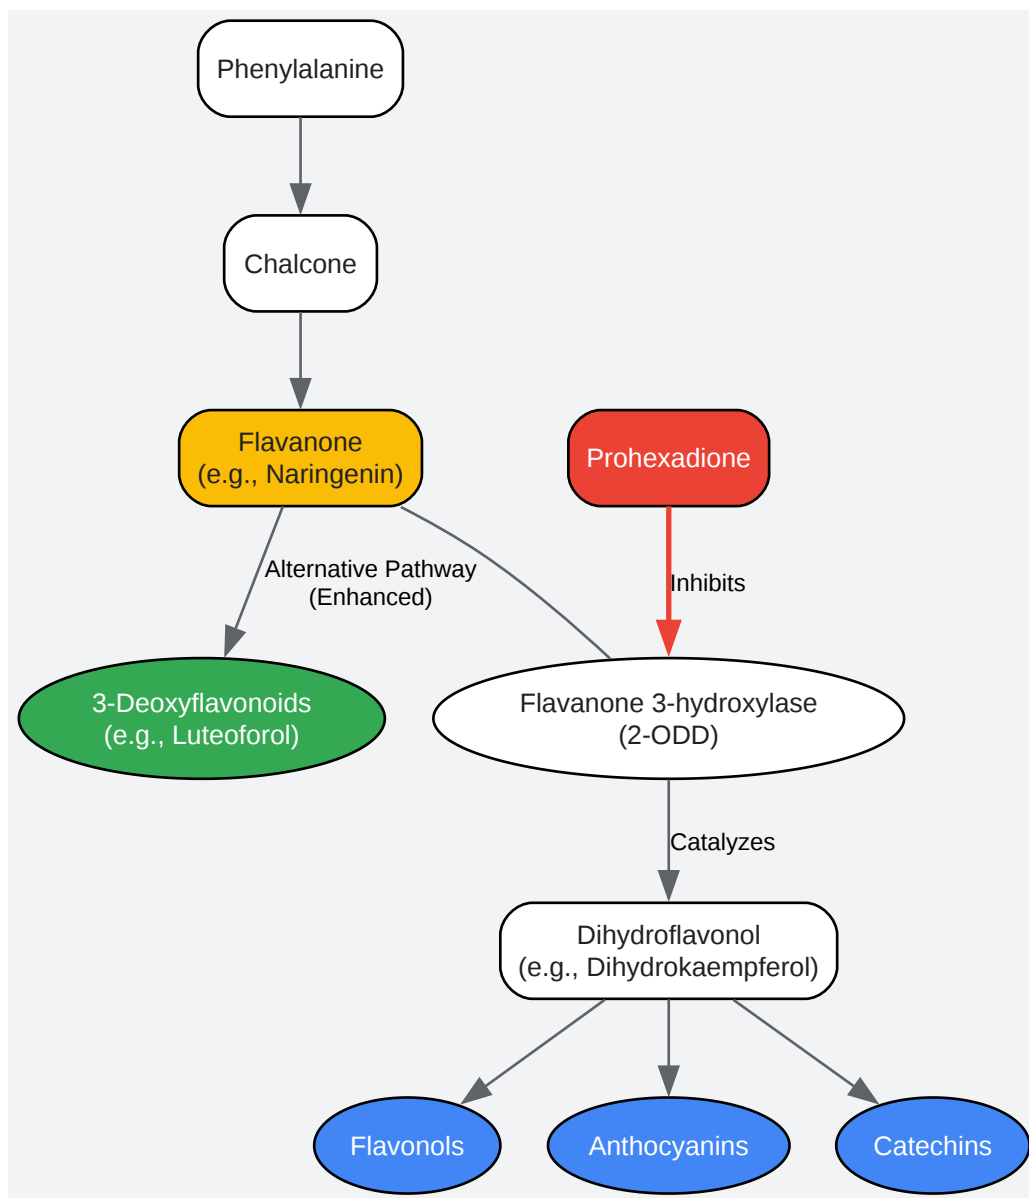 Phenylalanine
Chalcone
Flavanone
(e.g., Naringenin)
Prohexadione
Alternative Pathway
(Enhanced)
Inhibits
3-Deoxyflavonoids
(e.g., Luteoforol)
Flavanone 3-hydroxylase
(2-ODD)
Catalyzes
Dihydroflavonol
(e.g., Dihydrokaempferol)
Flavonols
Anthocyanins
Catechins